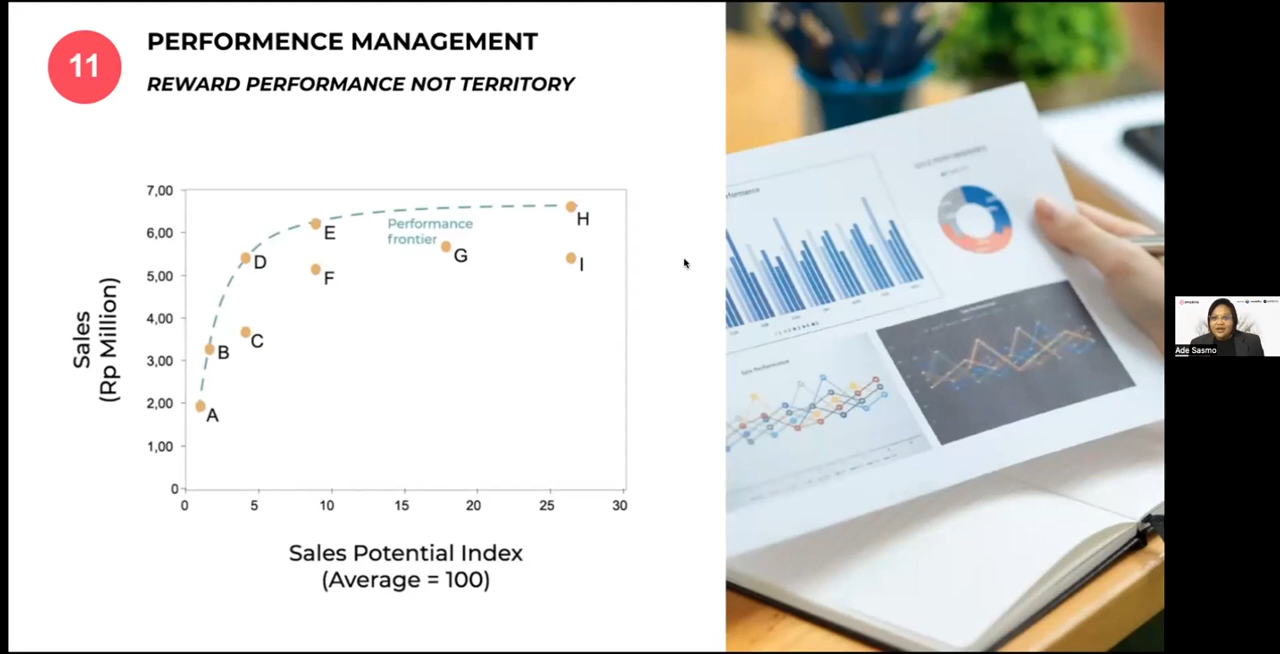 11
PERFORMENCE MANAGEMENT
REWARD PERFORMANCE NOT TERRITORY
Sales
(Rp Million)
7,00
6,00
5,00
4,00
3,00
2,00
1,00
0
0
5
10
15
20
25
30
Performance
frontier
A
B
C
D
E
F
G
H
I
Sales Potential Index
(Average = 100)
Sales Performance
Ade Sasmo